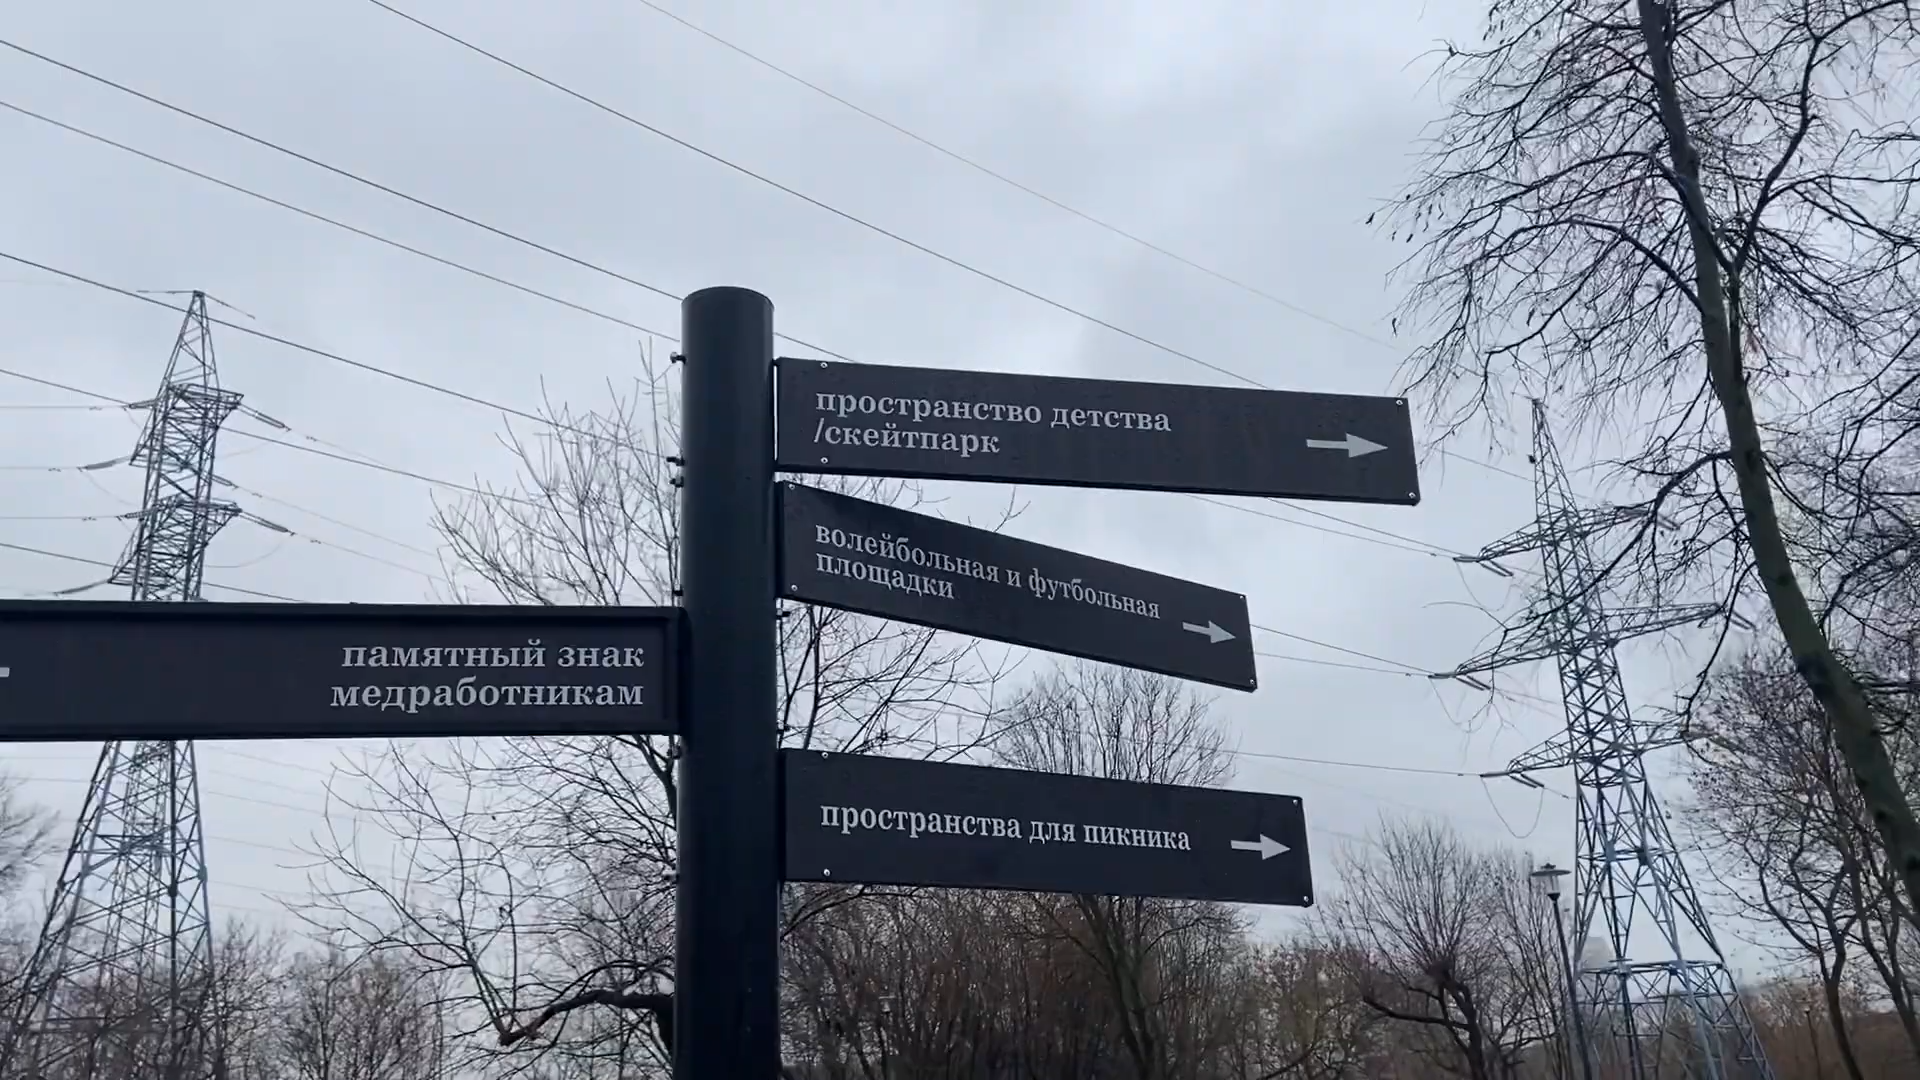 пространство детства
/скейтпарк
волейбольная и футбольная
площадки
памятный знак
медработникам
пространства для пикника